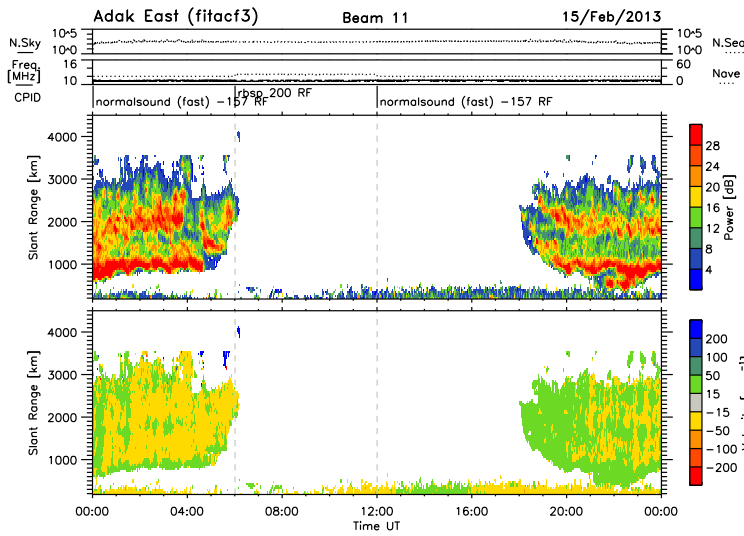 Adak East (fitacf3) Beam 11 15/Feb/2013
N.Sky 10^5 10^0 10^5 10^0 N.Sea
Freq. [MHz] 16 10 60 0 Nave
CPID normalsound (fast) -157 RF rbsp 200 RF normalsound (fast) -157 RF
Slant Range [km]
4000
3000
2000
1000
28
24
20
16
12
8
4
Power [dB]
Slant Range [km]
4000
3000
2000
1000
200
100
50
15
-15
-50
-100
-200
00:00 04:00 08:00 12:00 16:00 20:00 00:00
Time UT